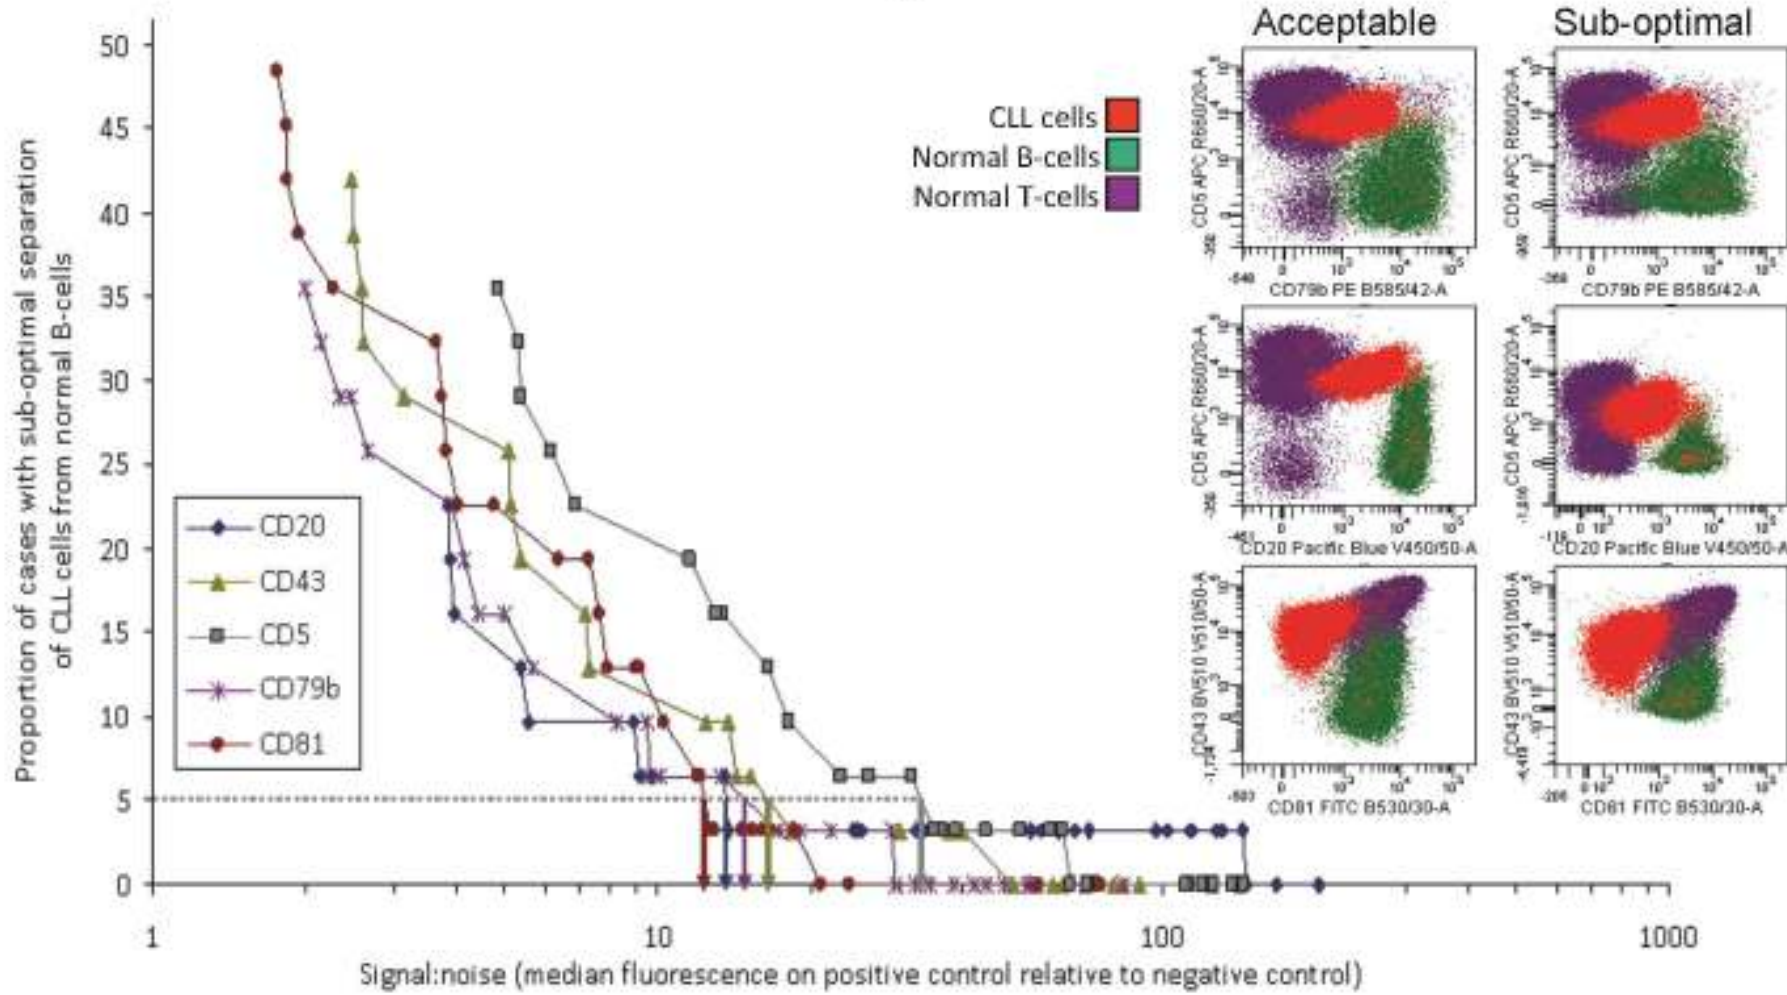 Acceptable
Sub-optimal
50
45
40
35
30
25
20
15
10
5
0
Proportion of cases with sub-optimal separation
of CLL cells from normal B-cells
CLL cells
Normal B-cells
Normal T-cells
CD20
CD43
CD5
CD79b
CD81
1
10
100
1000
Signal:noise (median fluorescence on positive control relative to negative control)
CD5 APC R660/20-A
CD79b PE B585/42-A
CD5 APC R660/20-A
CD79b PE B585/42-A
CD5 APC R660/20-A
CD20 Pacific Blue V450/50-A
CD5 APC R660/20-A
CD20 Pacific Blue V450/50-A
CD43 BV510 V510/50-A
CD81 FITC B530/30-A
CD43 BV510 V510/50-A
CD81 FITC B530/30-A